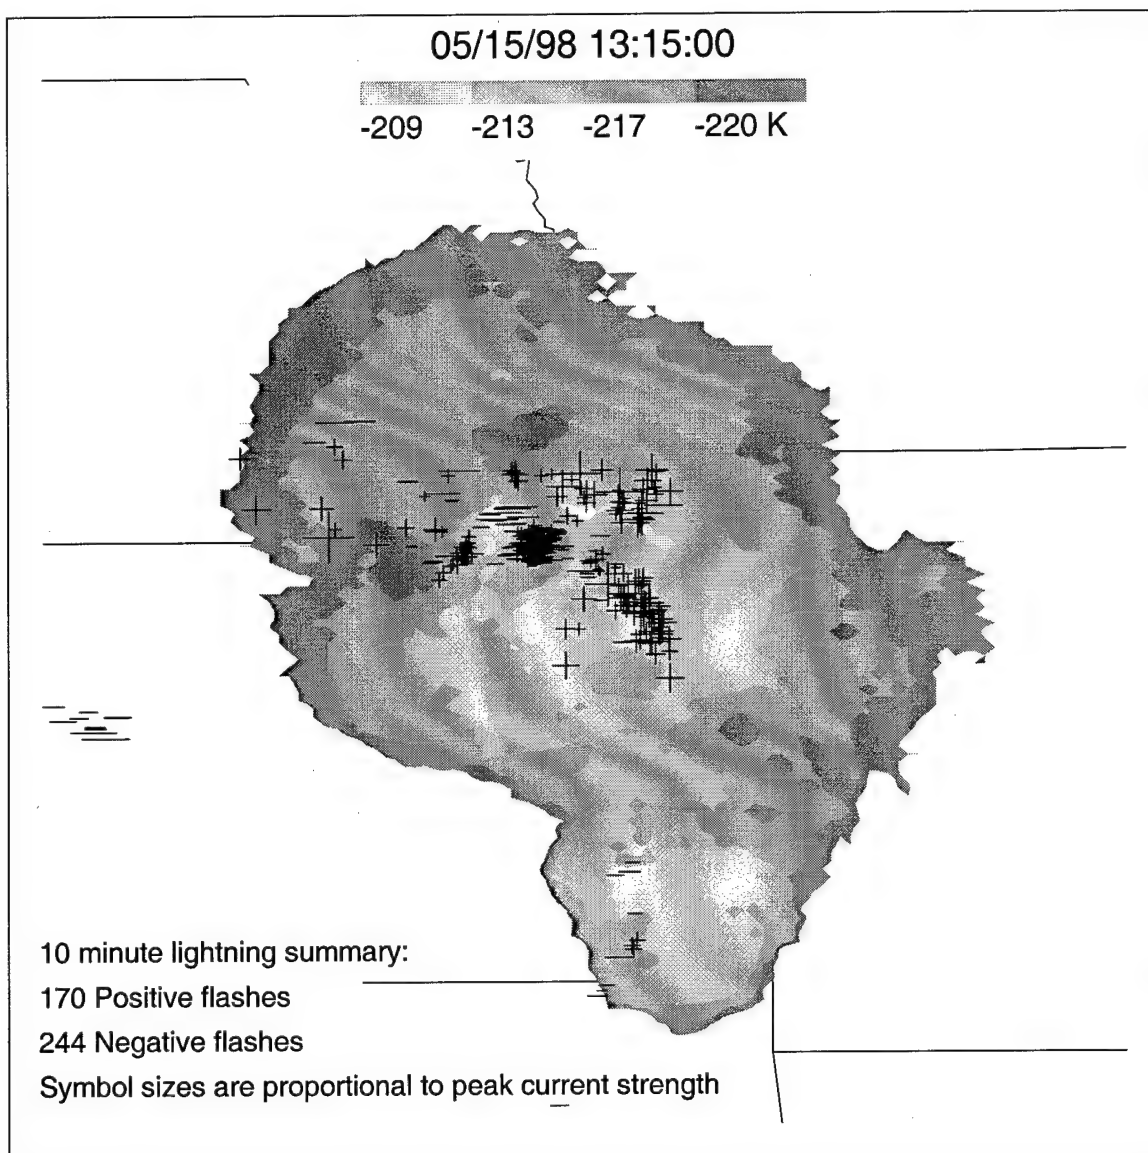 05/15/98 13:15:00
-209 -213 -217 -220 K
10 minute lightning summary:
170 Positive flashes
244 Negative flashes
Symbol sizes are proportional to peak current strength